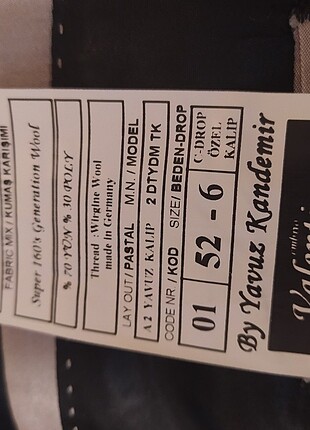 FABRIC MIX / KUMAŞ KARIŞIMI
Super 160's Generation Wool
% 70 YÜN % 30 POLY
Thread : Wirgine Wool
made In Germany
LAY OUT / PASTAL M.N. / MODEL
A 2 YAVUZ KALIP 2 DTYDM TK
CODE NR / KOD SIZE / BEDEN-DROP
01 52 - 6 C-DROP
ÖZEL
KALIP
By Yavuz Kandemir